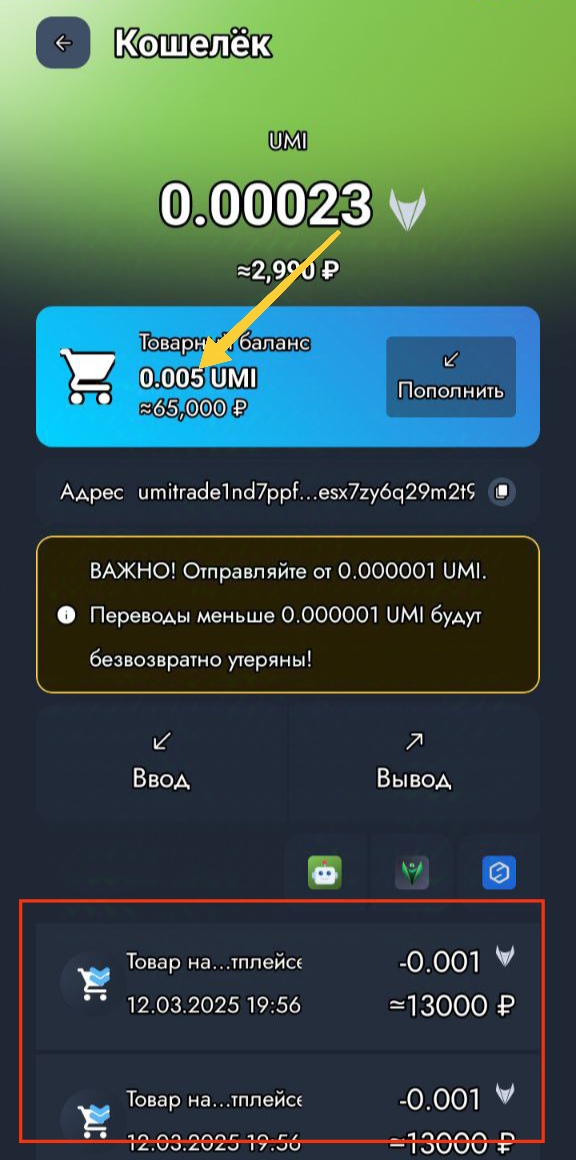 Кошелёк
UMI
0.00023
≈2,990 ₽
Товарный баланс
0.005 UMI
≈65,000 ₽
Пополнить
Адрес umitrade1nd7ppf...esx7zy6q29m2t9
ВАЖНО! Отправляйте от 0.000001 UMI.
Переводы меньше 0.000001 UMI будут
безвозвратно утеряны!
Ввод
Вывод
Товар на...тплейсе
-0.001
12.03.2025 19:56
≃13000 ₽
Товар на...тплейсе
-0.001
12.03.2025 19:56
≃13000 ₽